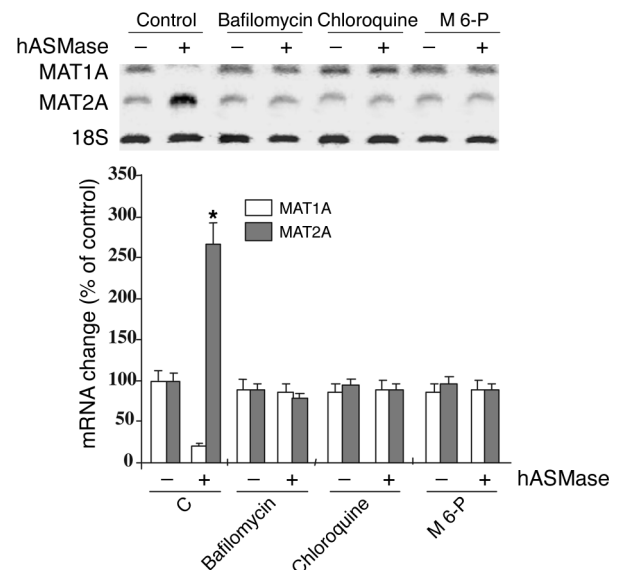 Control Bafilomycin Chloroquine M 6-P
hASMase − + − + − + − +
MAT1A
MAT2A
18S
350
300
250
200
150
100
50
0
mRNA change (% of control)
*
MAT1A
MAT2A
− + − + − + − + hASMase
C Bafilomycin Chloroquine M 6-P